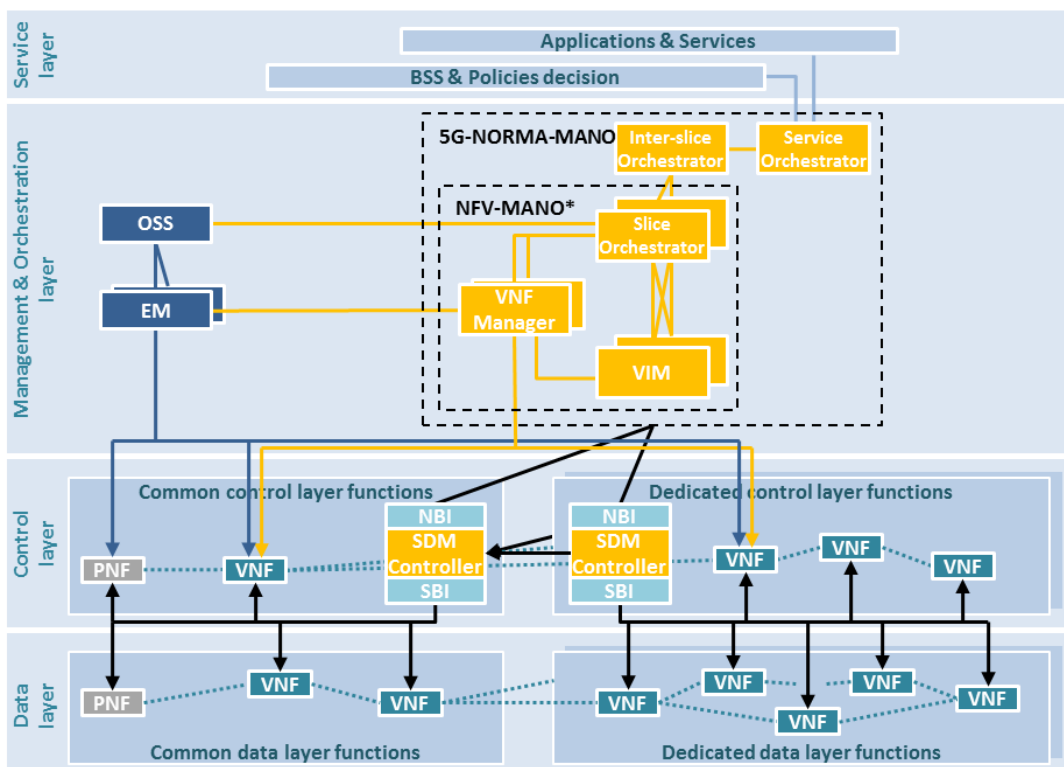 Service
layer
Applications & Services
BSS & Policies decision
Management & Orchestration
layer
5G-NORMA-MANO
Inter-slice
Orchestrator
Service
Orchestrator
NFV-MANO*
OSS
Slice
Orchestrator
EM
VNF
Manager
VIM
Control
layer
Common control layer functions
Dedicated control layer functions
NBI
SDM
Controller
SBI
NBI
SDM
Controller
SBI
PNF
VNF
VNF
VNF
VNF
Data
layer
PNF
VNF
VNF
VNF
VNF
VNF
VNF
VNF
Common data layer functions
Dedicated data layer functions